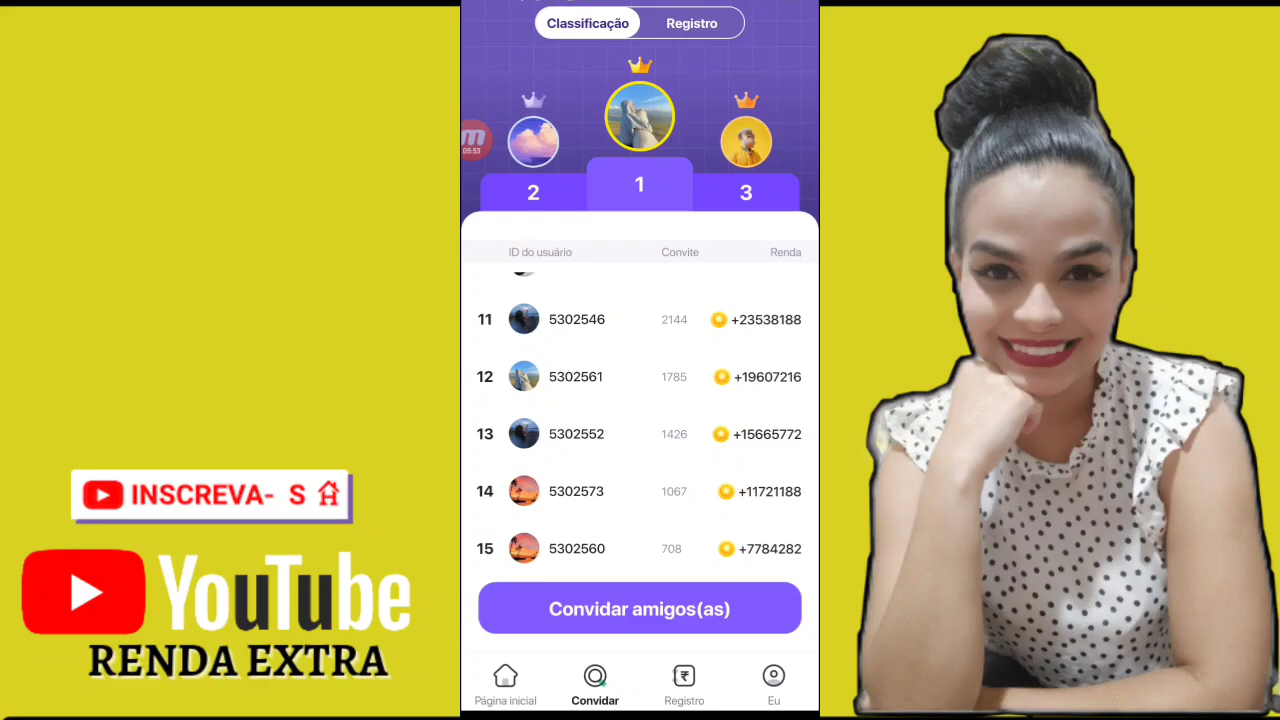 Classificação
Registro
05:53
2
1
3
ID do usuário
Convite
Renda
11 5302546 2144 +23538188
12 5302561 1785 +19607216
13 5302552 1426 +15665772
14 5302573 1067 +11721188
15 5302560 708 +7784282
Convidar amigos(as)
Página inicial
Convidar
₹
Registro
Eu
INSCREVA- S
YouTube
RENDA EXTRA